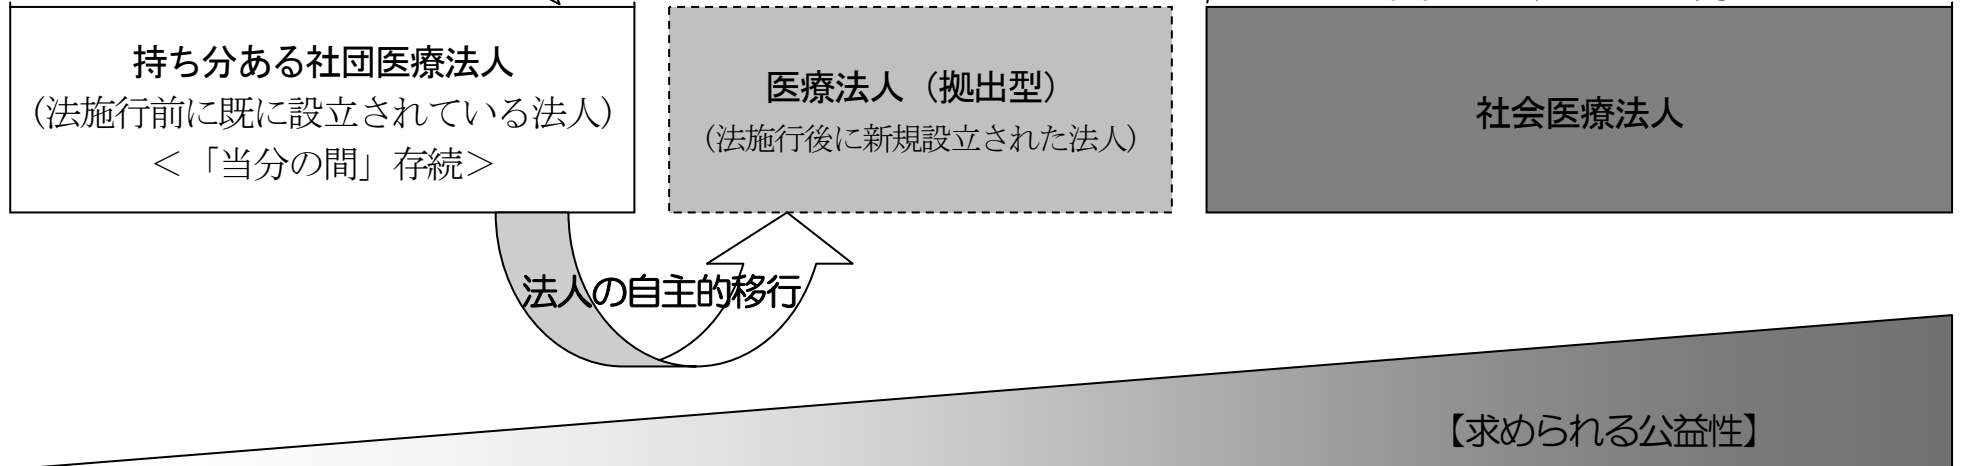 持ち分ある社団医療法人
（法施行前に既に設立されている法人）
＜「当分の間」存続＞
医療法人（拠出型）
（法施行後に新規設立された法人）
社会医療法人
法人の自主的移行
【求められる公益性】